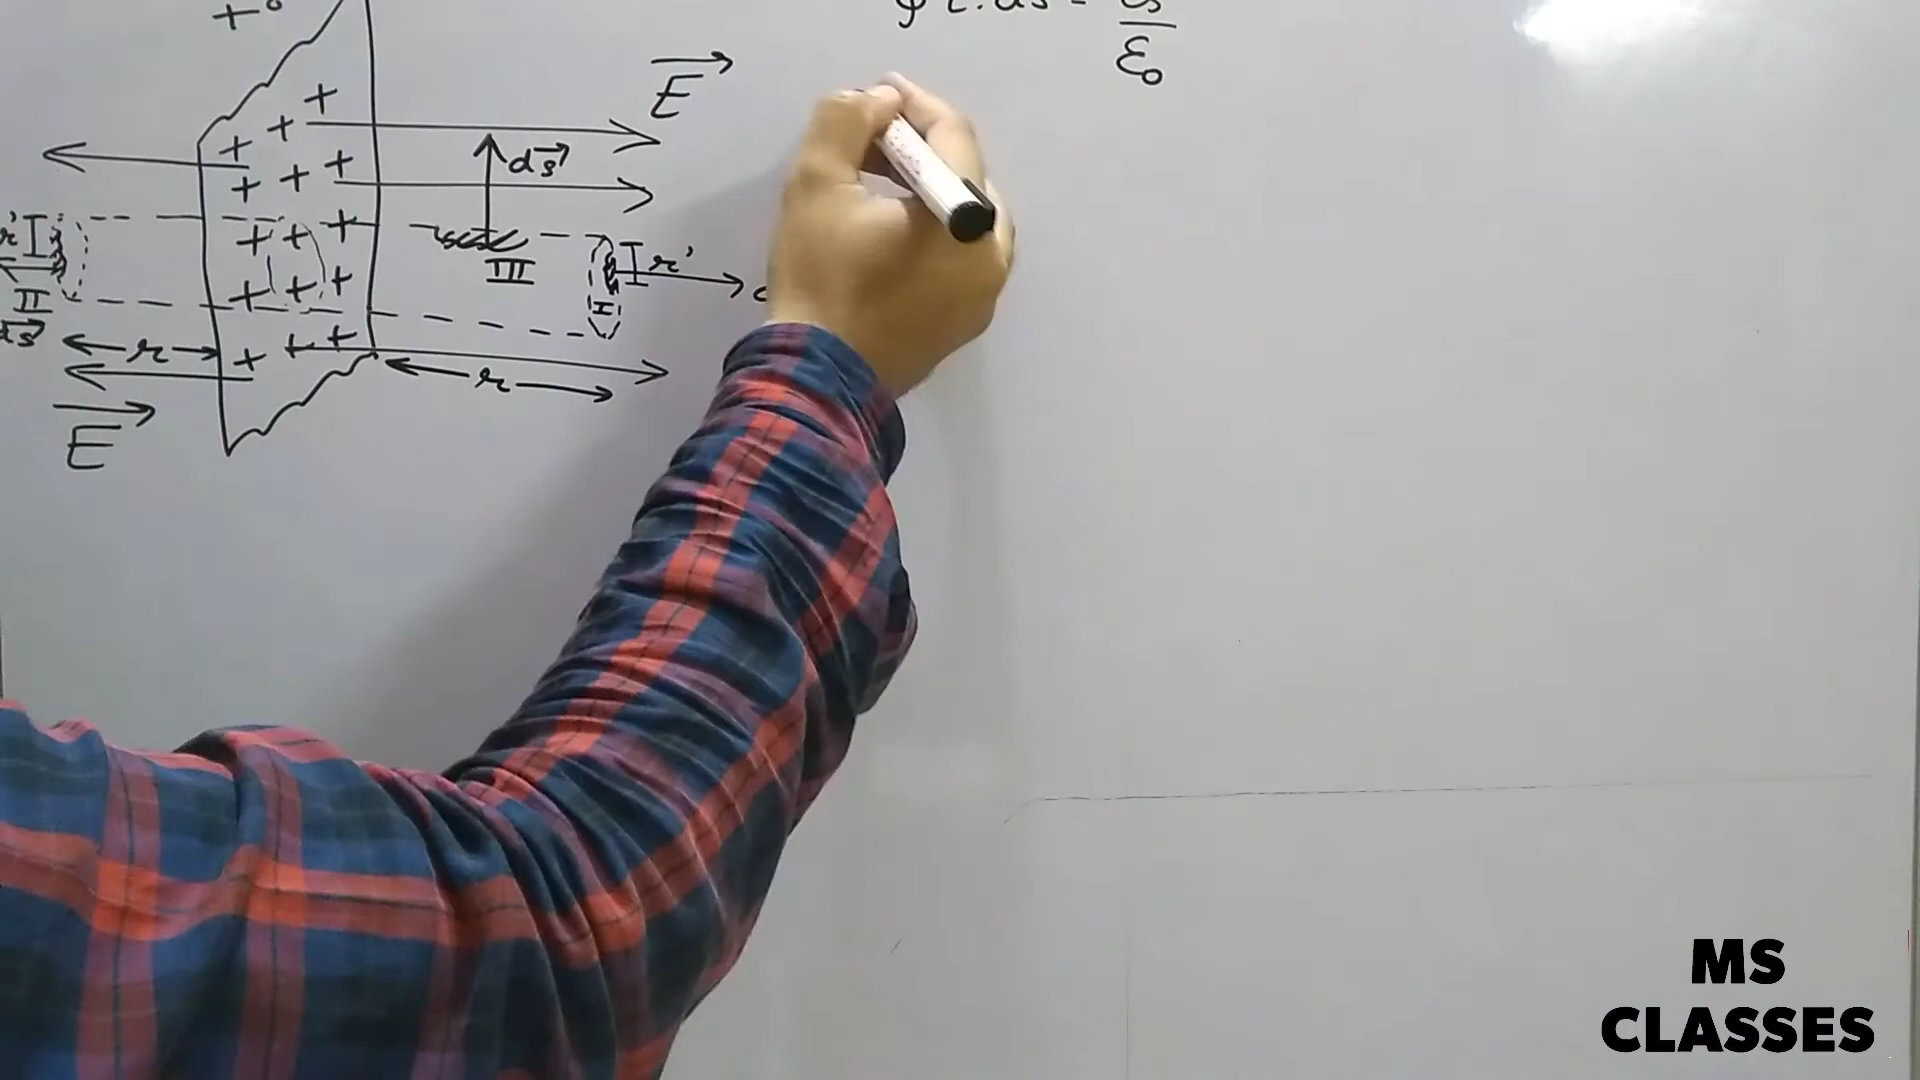 +σ
ε₀
E
ds
r'
III
I
II
r'
ds
r
r
E
MS
CLASSES